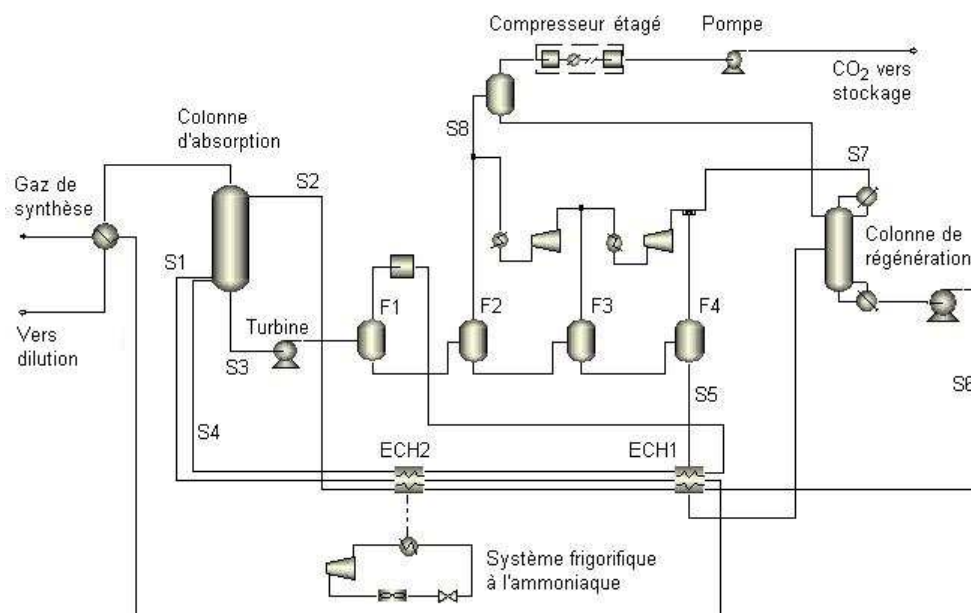 Compresseur étagé
Pompe
CO2 vers
stockage
Colonne
d'absorption
S8
S2
S7
Gaz de
synthèse
Colonne de
régénération
S1
F1
F2
F3
F4
Turbine
Vers
dilution
S3
S5
S6
S4
ECH2
ECH1
Système frigorifique
à l'ammoniaque